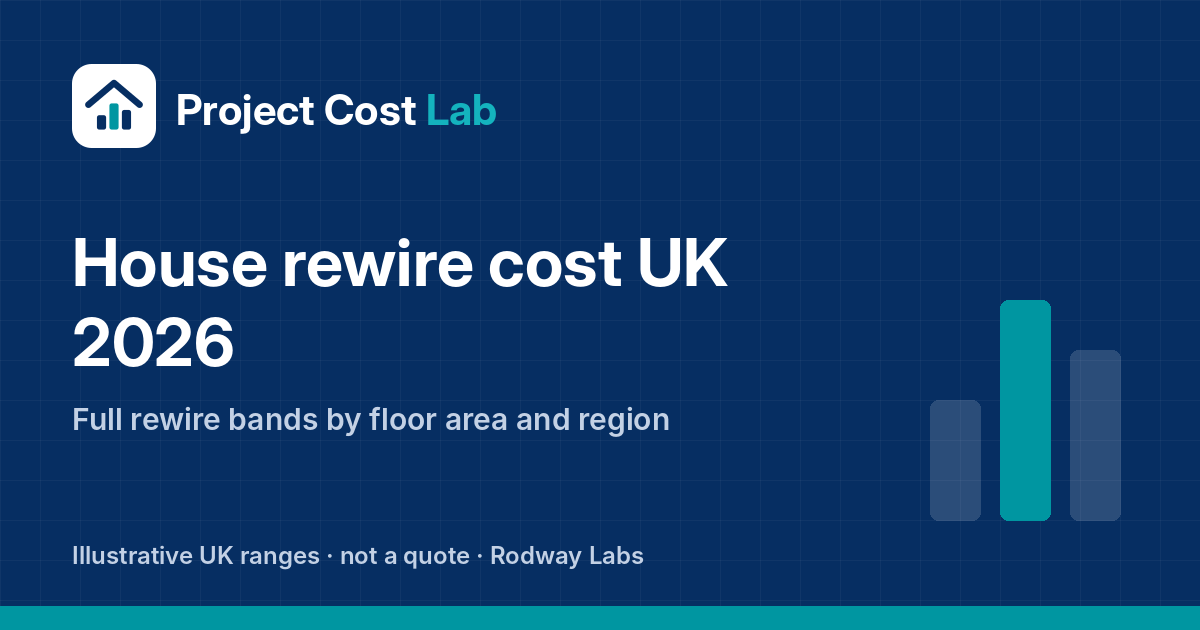 Project Cost Lab
House rewire cost UK
2026
Full rewire bands by floor area and region
Illustrative UK ranges · not a quote · Rodway Labs